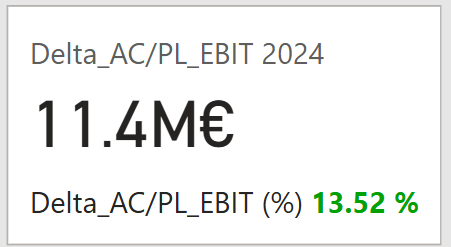 Delta_AC/PL_EBIT 2024
11.4M€
Delta_AC/PL_EBIT (%) 13.52 %